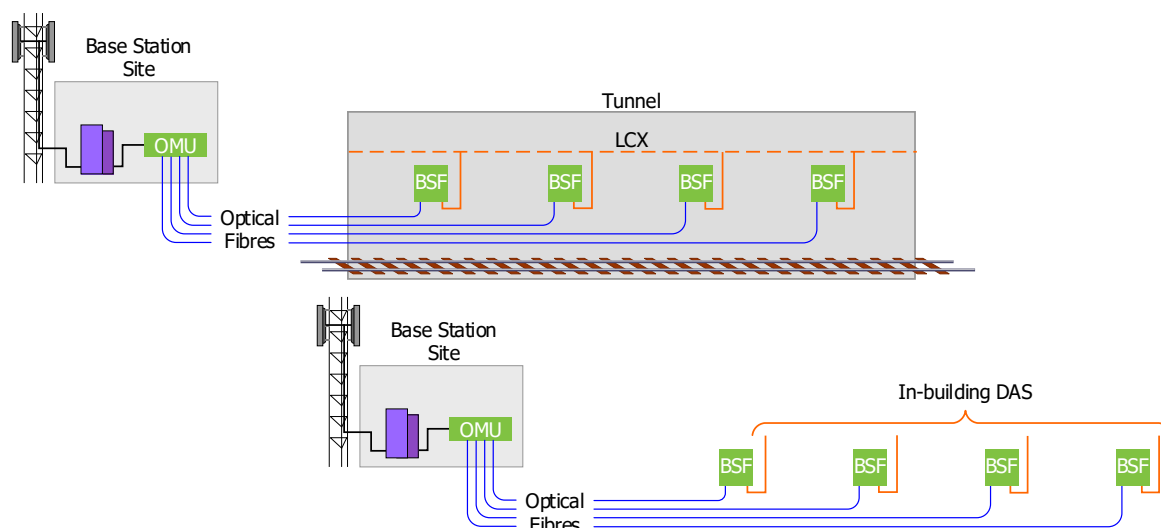 Base Station
Site
OMU
Tunnel
LCX
BSF BSF BSF BSF
Optical
Fibres
Base Station
Site
OMU
In-building DAS
BSF BSF BSF BSF
Optical
Fibres